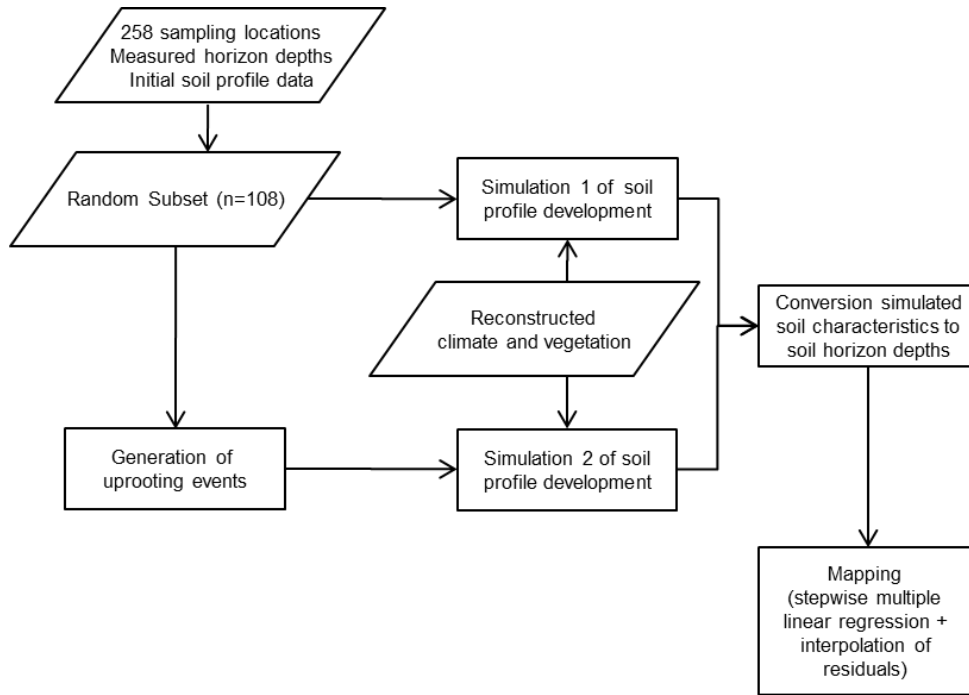 258 sampling locations
Measured horizon depths
Initial soil profile data
Random Subset (n=108)
Simulation 1 of soil
profile development
Reconstructed
climate and vegetation
Conversion simulated
soil characteristics to
soil horizon depths
Generation of
uprooting events
Simulation 2 of soil
profile development
Mapping
(stepwise multiple
linear regression +
interpolation of
residuals)